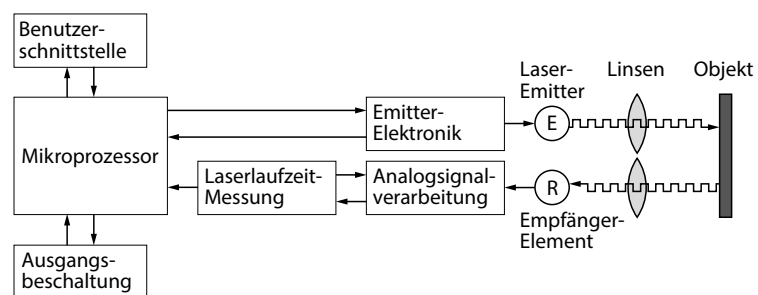 Benutzer-
schnittstelle
Laser-
Emitter
Linsen
Objekt
Emitter-
Elektronik
E
Mikroprozessor
Laserlaufzeit-
Messung
Analogsignal-
verarbeitung
R
Empfänger-
Element
Ausgangs-
beschaltung